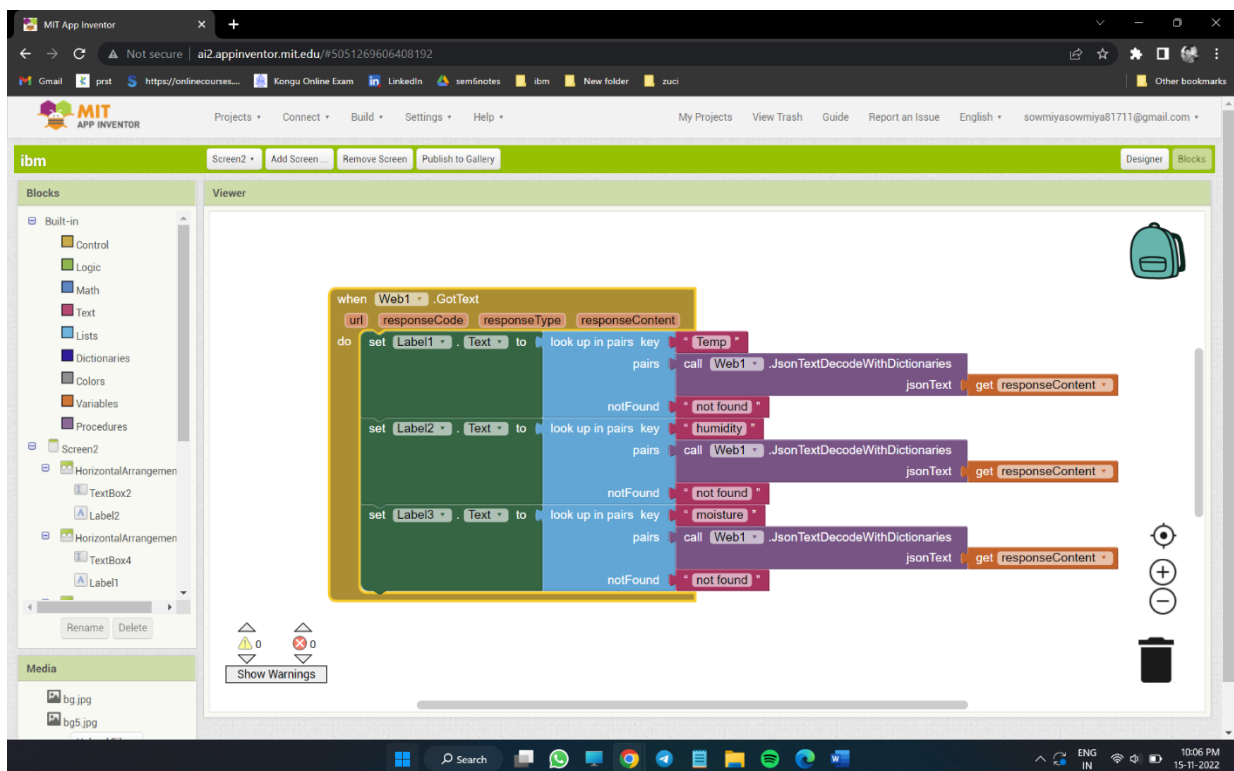 MIT App Inventor
Not secure | ai2.appinventor.mit.edu/#5051269606408192
Gmail prst https://onlinecourses.... Kongu Online Exam LinkedIn sem6notes ibm New folder zuci Other bookmarks
MIT
APP INVENTOR
Projects Connect Build Settings Help My Projects View Trash Guide Report an Issue English sowmiyasowmiya81711@gmail.com
ibm Screen2 Add Screen ... Remove Screen Publish to Gallery Designer Blocks
Blocks Viewer
Built-in
Control
Logic
Math
Text
Lists
Dictionaries
Colors
Variables
Procedures
Screen2
HorizontalArrangemen
TextBox2
Label2
HorizontalArrangemen
TextBox4
Label1
Rename Delete
Media
bg.jpg
bg5.jpg
when Web1 .GotText
url responseCode responseType responseContent
do set Label1 . Text to look up in pairs key " Temp "
pairs call Web1 .JsonTextDecodeWithDictionaries
jsonText get responseContent
notFound " not found "
set Label2 . Text to look up in pairs key " humidity "
pairs call Web1 .JsonTextDecodeWithDictionaries
jsonText get responseContent
notFound " not found "
set Label3 . Text to look up in pairs key " moisture "
pairs call Web1 .JsonTextDecodeWithDictionaries
jsonText get responseContent
notFound " not found "
0 0
Show Warnings
Search
ENG
IN
10:06 PM
15-11-2022